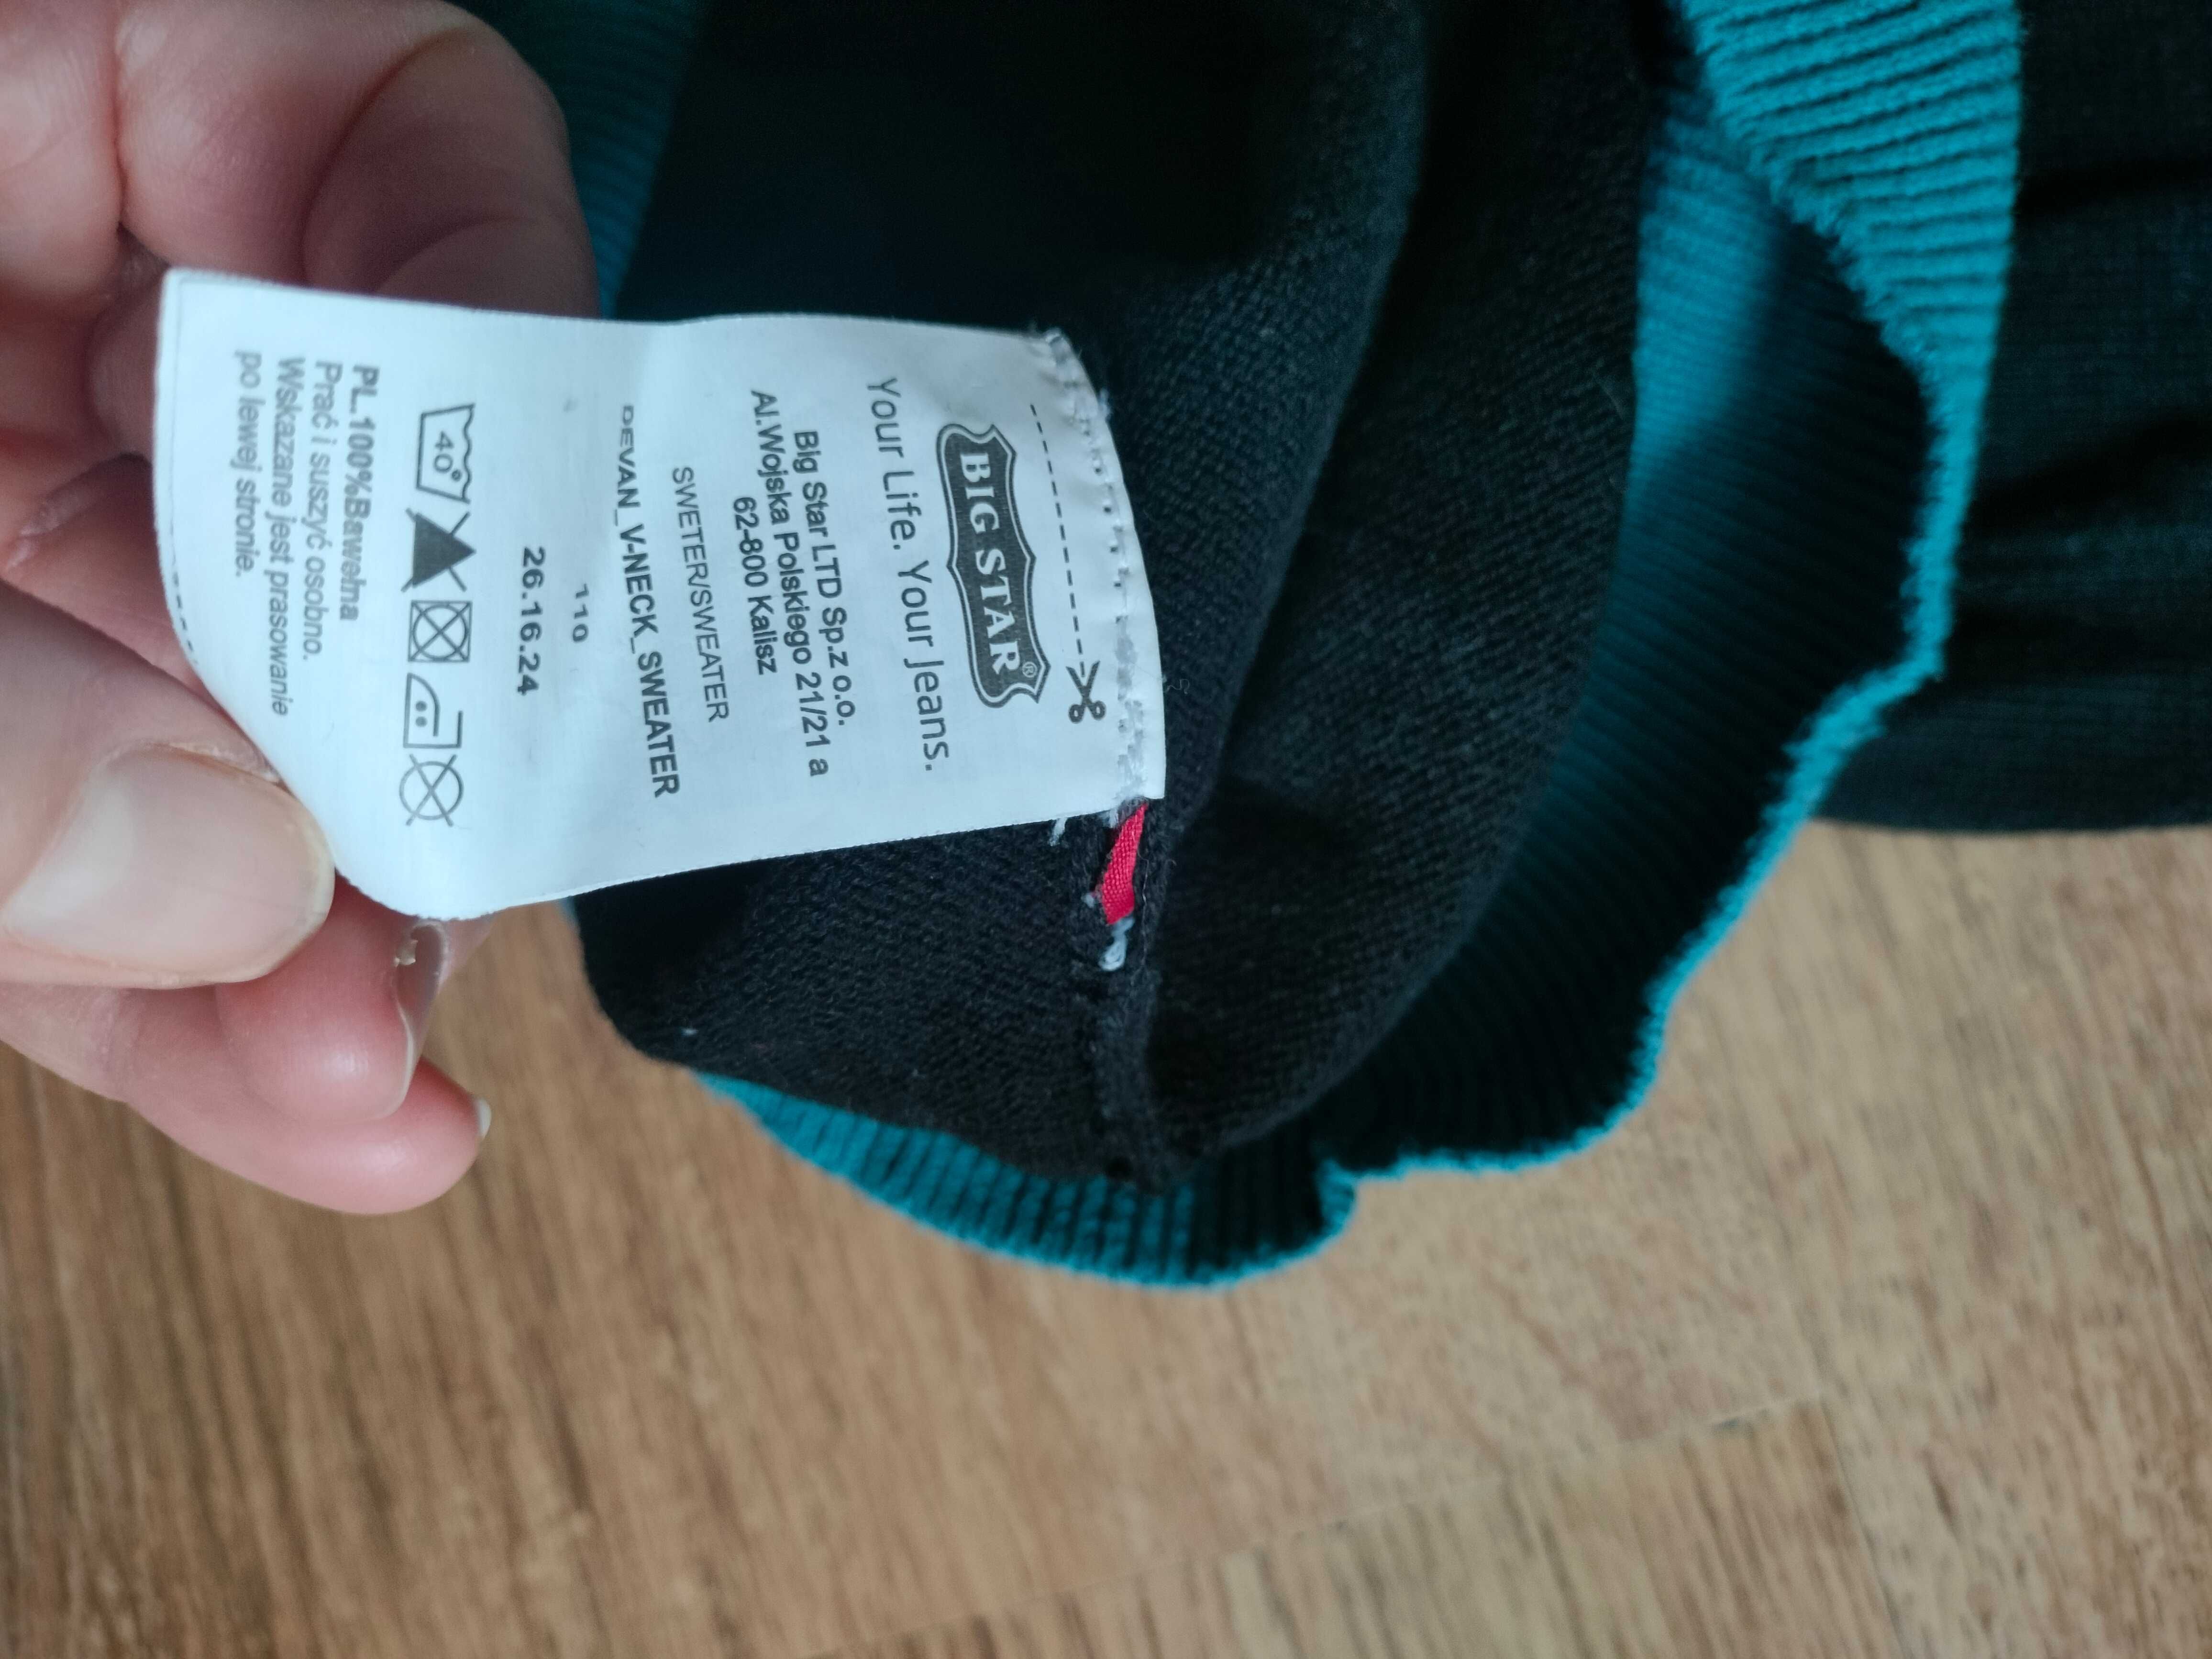 BIG STAR®
Your Life. Your Jeans.
Big Star LTD Sp.z o.o.
Al.Wojska Polskiego 21/21 a
62-800 Kalisz
SWETER/SWEATER
DEVAN_V-NECK_SWEATER
110
26.16.24
40°
PL.100%Bawełna
Prać i suszyć osobno.
Wskazane jest prasowanie
po lewej stronie.